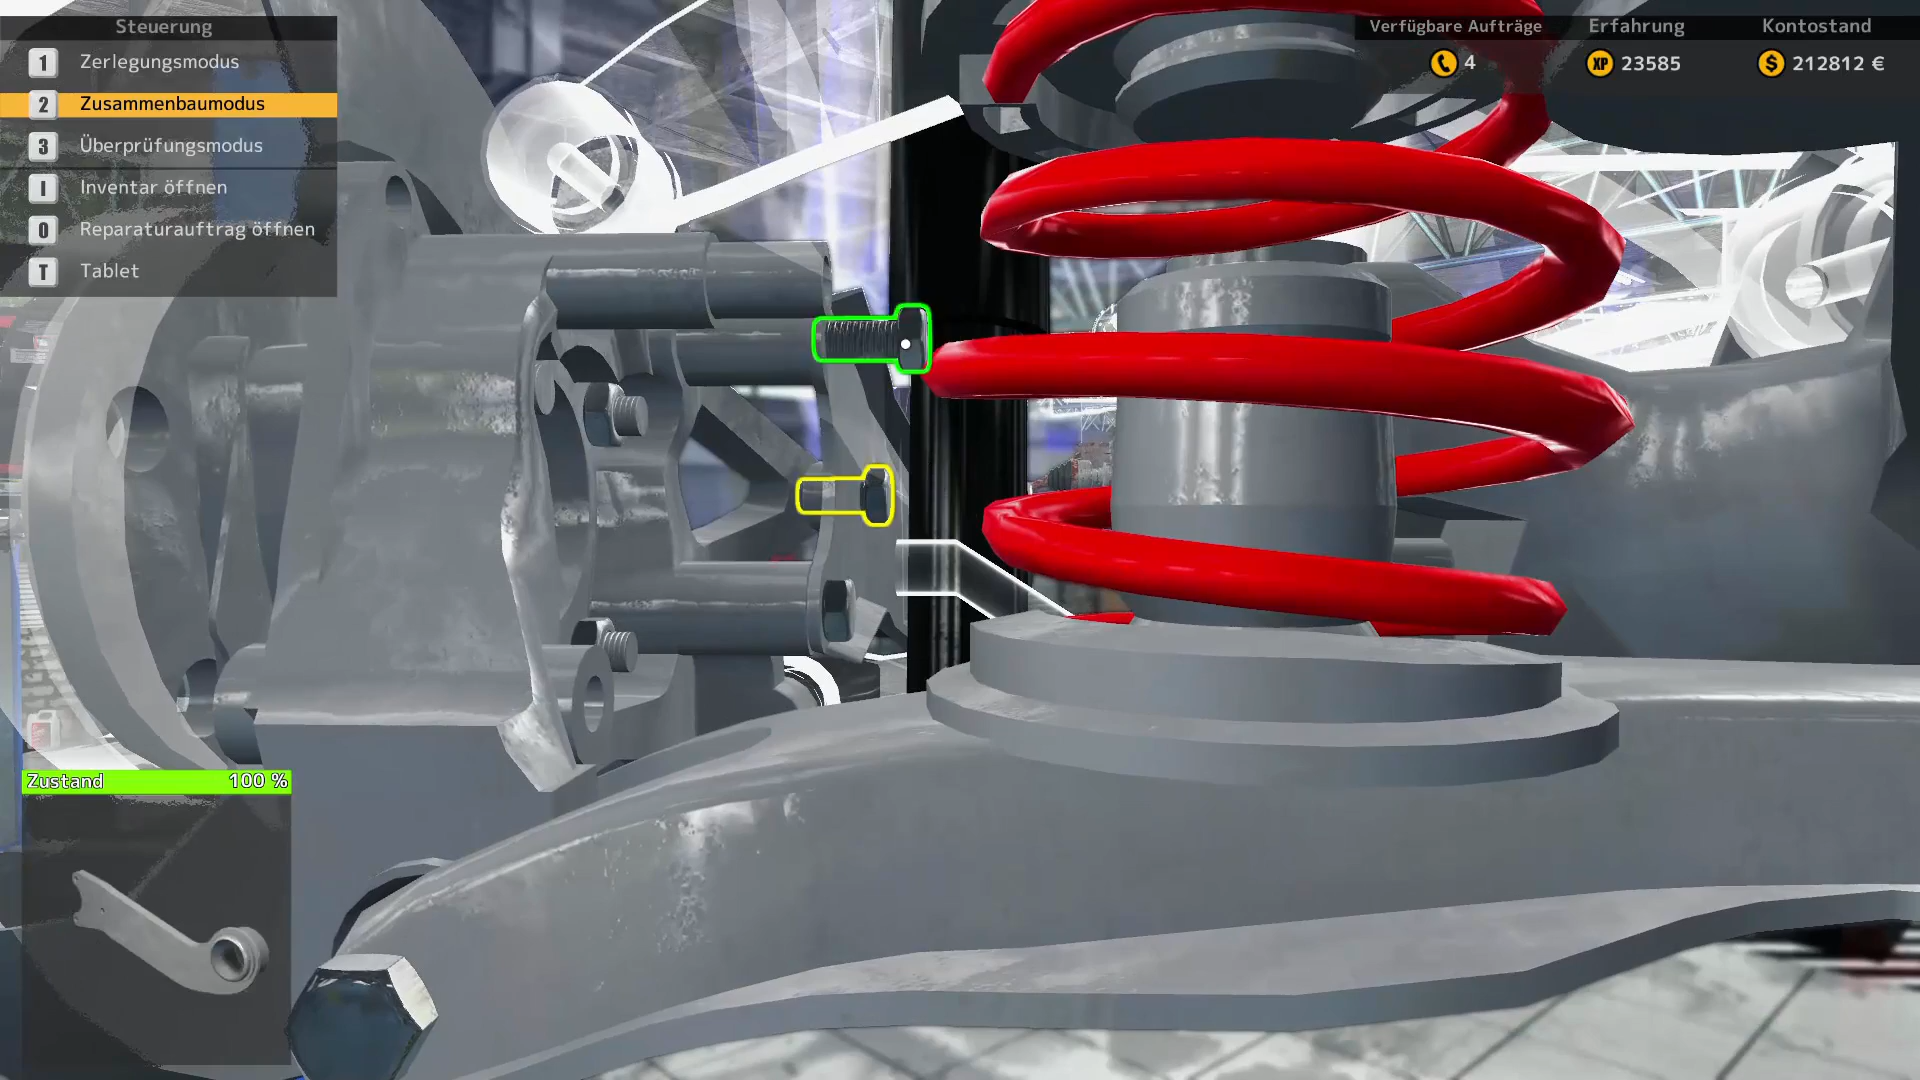 Steuerung
1 Zerlegungsmodus
2 Zusammenbaumodus
3 Überprüfungsmodus
I Inventar öffnen
O Reparaturauftrag öffnen
T Tablet
Verfügbare Aufträge
4
Erfahrung
XP 23585
Kontostand
$ 212812 €
Zustand 100 %